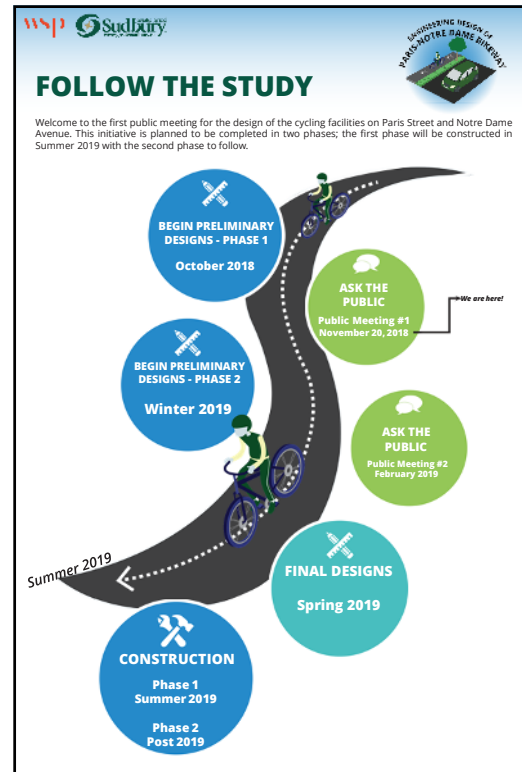 wsp Sudbury
ENGINEERING DESIGN OF
PARIS-NOTRE DAME BIKEWAY
FOLLOW THE STUDY
Welcome to the first public meeting for the design of the cycling facilities on Paris Street and Notre Dame
Avenue. This initiative is planned to be completed in two phases; the first phase will be constructed in
Summer 2019 with the second phase to follow.
BEGIN PRELIMINARY
DESIGNS - PHASE 1
October 2018
ASK THE
PUBLIC
Public Meeting #1
November 20, 2018
We are here!
BEGIN PRELIMINARY
DESIGNS - PHASE 2
Winter 2019
ASK THE
PUBLIC
Public Meeting #2
February 2019
FINAL DESIGNS
Spring 2019
Summer 2019
CONSTRUCTION
Phase 1
Summer 2019
Phase 2
Post 2019